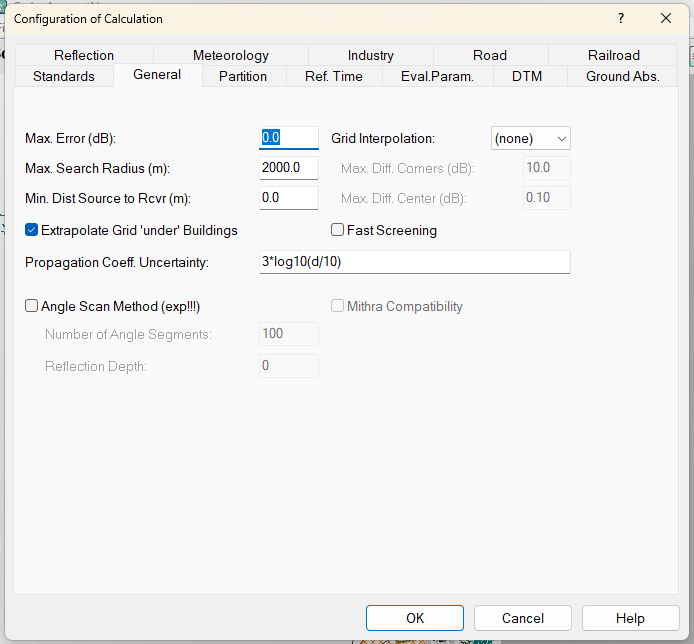 Configuration of Calculation ? ×
Reflection Meteorology Industry Road Railroad
Standards General Partition Ref. Time Eval.Param. DTM Ground Abs.
Max. Error (dB): 0.0 Grid Interpolation: (none)
Max. Search Radius (m): 2000.0 Max. Diff. Corners (dB): 10.0
Min. Dist Source to Rcvr (m): 0.0 Max. Diff. Center (dB): 0.10
Extrapolate Grid 'under' Buildings Fast Screening
Propagation Coeff. Uncertainty: 3*log10(d/10)
Angle Scan Method (exp!!!) Mithra Compatibility
Number of Angle Segments: 100
Reflection Depth: 0
OK Cancel Help